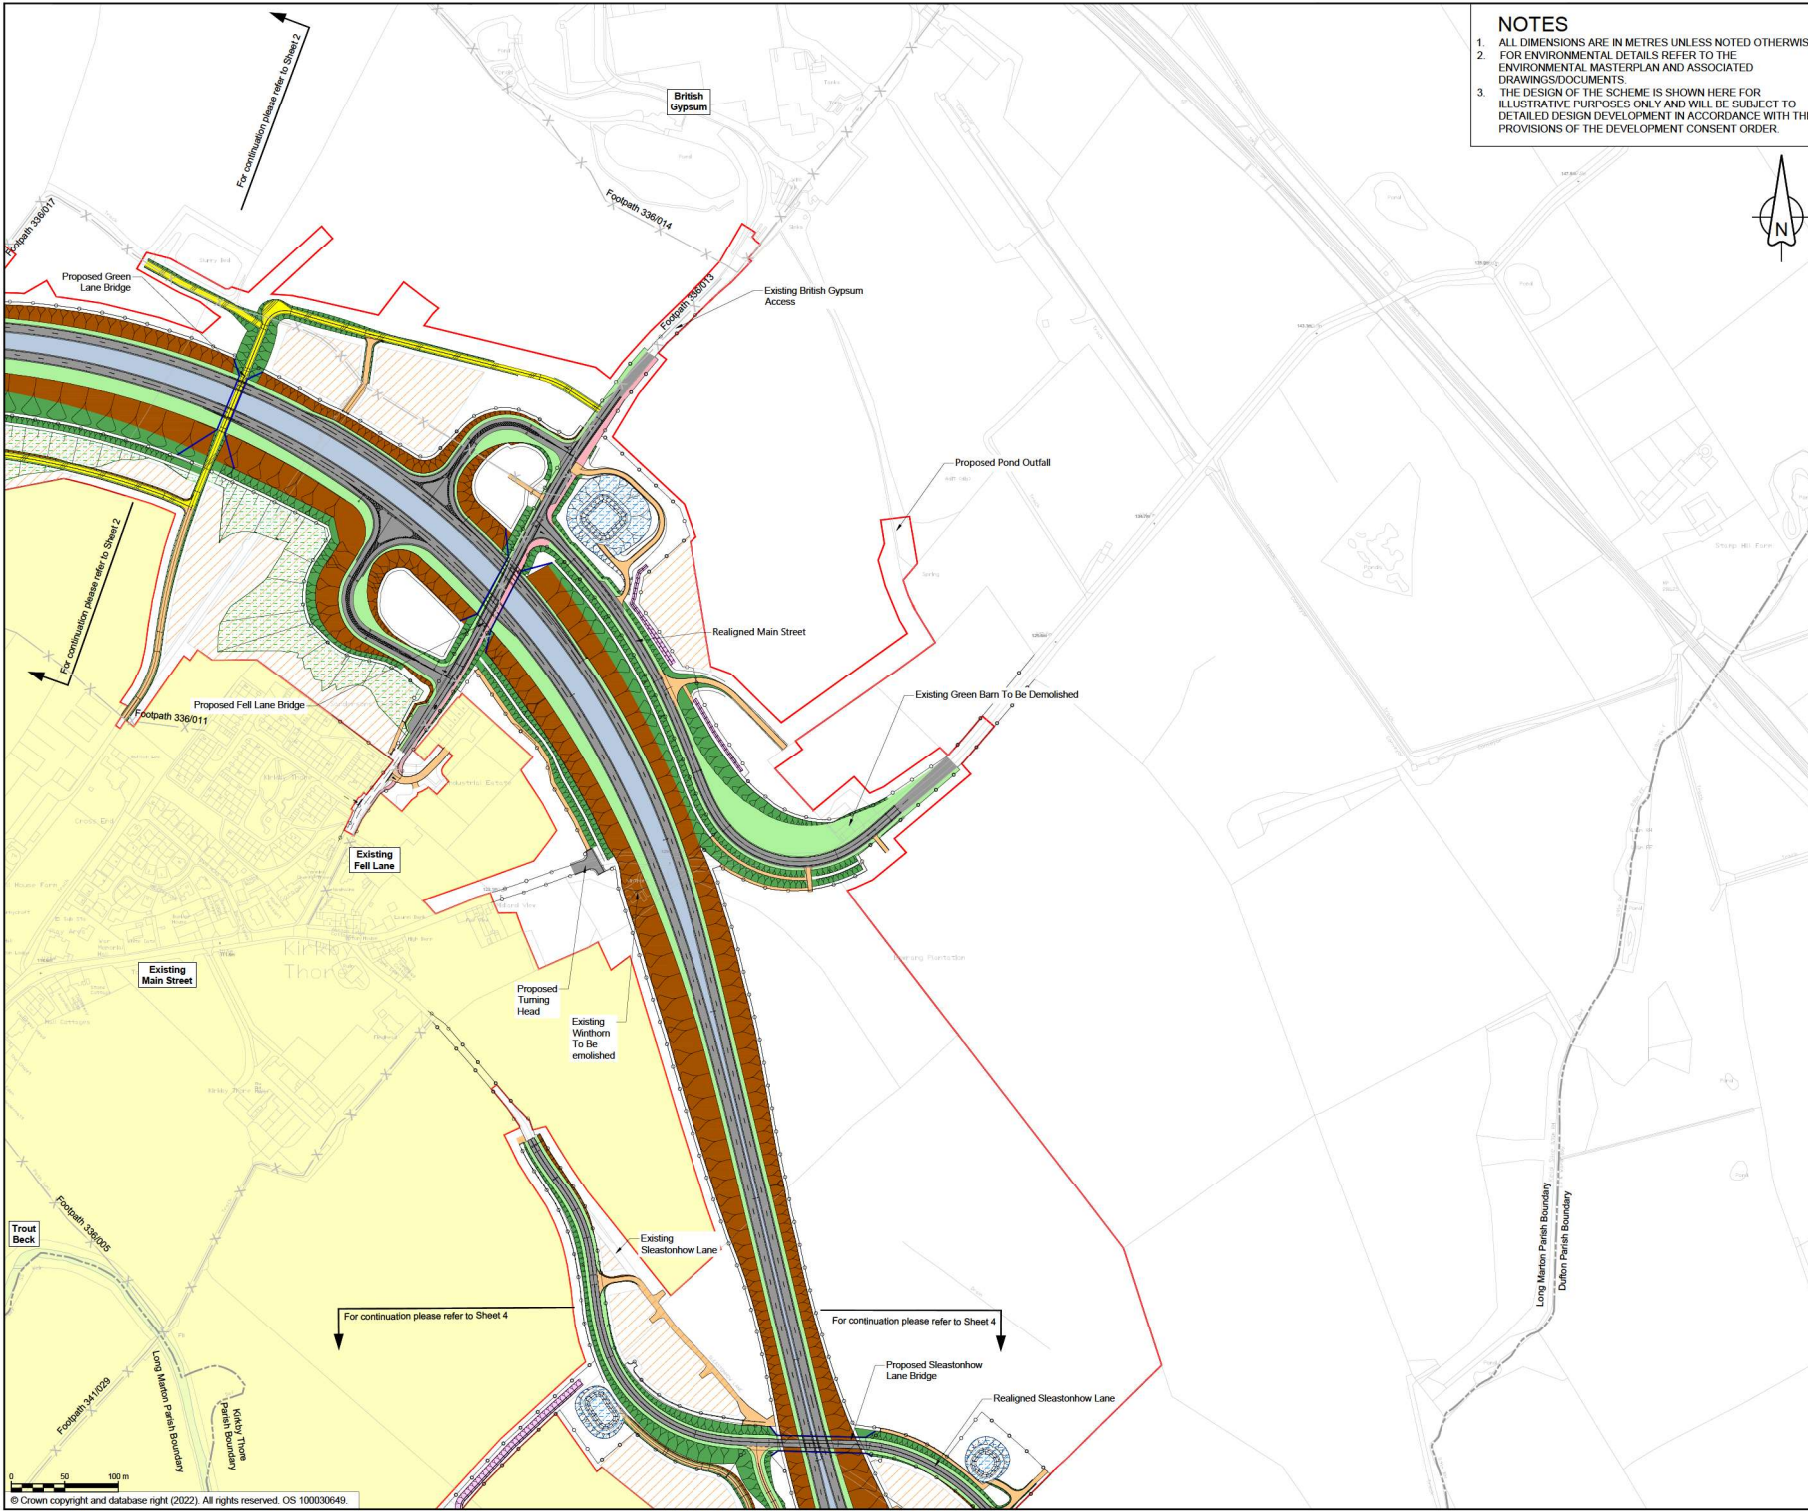 NOTES
1. ALL DIMENSIONS ARE IN METRES UNLESS NOTED OTHERWIS
2. FOR ENVIRONMENTAL DETAILS REFER TO THE
ENVIRONMENTAL MASTERPLAN AND ASSOCIATED
DRAWINGS/DOCUMENTS.
3. THE DESIGN OF THE SCHEME IS SHOWN HERE FOR
ILLUSTRATIVE PURPOSES ONLY AND WILL BE SUBJECT TO
DETAILED DESIGN DEVELOPMENT IN ACCORDANCE WITH THE
PROVISIONS OF THE DEVELOPMENT CONSENT ORDER.
N
For continuation please refer to Sheet 2
British
Gypsum
Pond
Footpath 336/017
Footpath 336/014
Proposed Green
Lane Bridge
Footpath 336/013
Existing British Gypsum
Access
Proposed Pond Outfall
For continuation please refer to Sheet 2
Realigned Main Street
Existing Green Barn To Be Demolished
Proposed Fell Lane Bridge
Footpath 336/011
Industrial Estate
Cross End
Existing
Fell Lane
Kirkby
Thore
Existing
Main Street
Proposed
Turning
Head
Existing
Winthorn
To Be
emolished
Trout
Beck
Footpath 336/005
Existing
Sleastonhow Lane
For continuation please refer to Sheet 4
For continuation please refer to Sheet 4
Proposed Sleastonhow
Lane Bridge
Realigned Sleastonhow Lane
Long Marton Parish Boundary
Dufton Parish Boundary
Footpath 341/029
Long Marton Parish Boundary
Kirkby Thore
Parish Boundary
0 50 100 m
© Crown copyright and database right (2022). All rights reserved. OS 100030649.